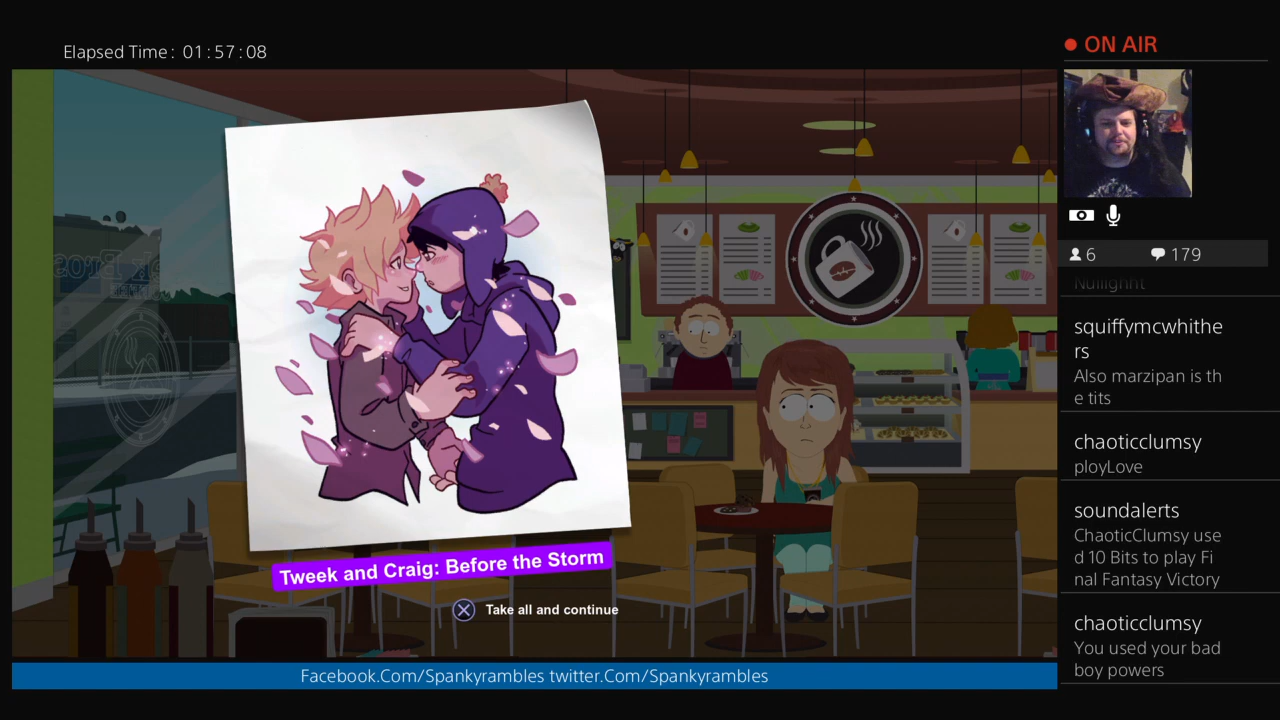 Elapsed Time: 01:57:08
ON AIR
6
179
squiffymcwhithe
rs
Also marzipan is th
e tits
chaoticclumsy
ployLove
soundalerts
ChaoticClumsy use
d 10 Bits to play Fi
nal Fantasy Victory
chaoticclumsy
You used your bad
boy powers
Tweek and Craig: Before the Storm
Take all and continue
Facebook.Com/Spankyrambles twitter.Com/Spankyrambles